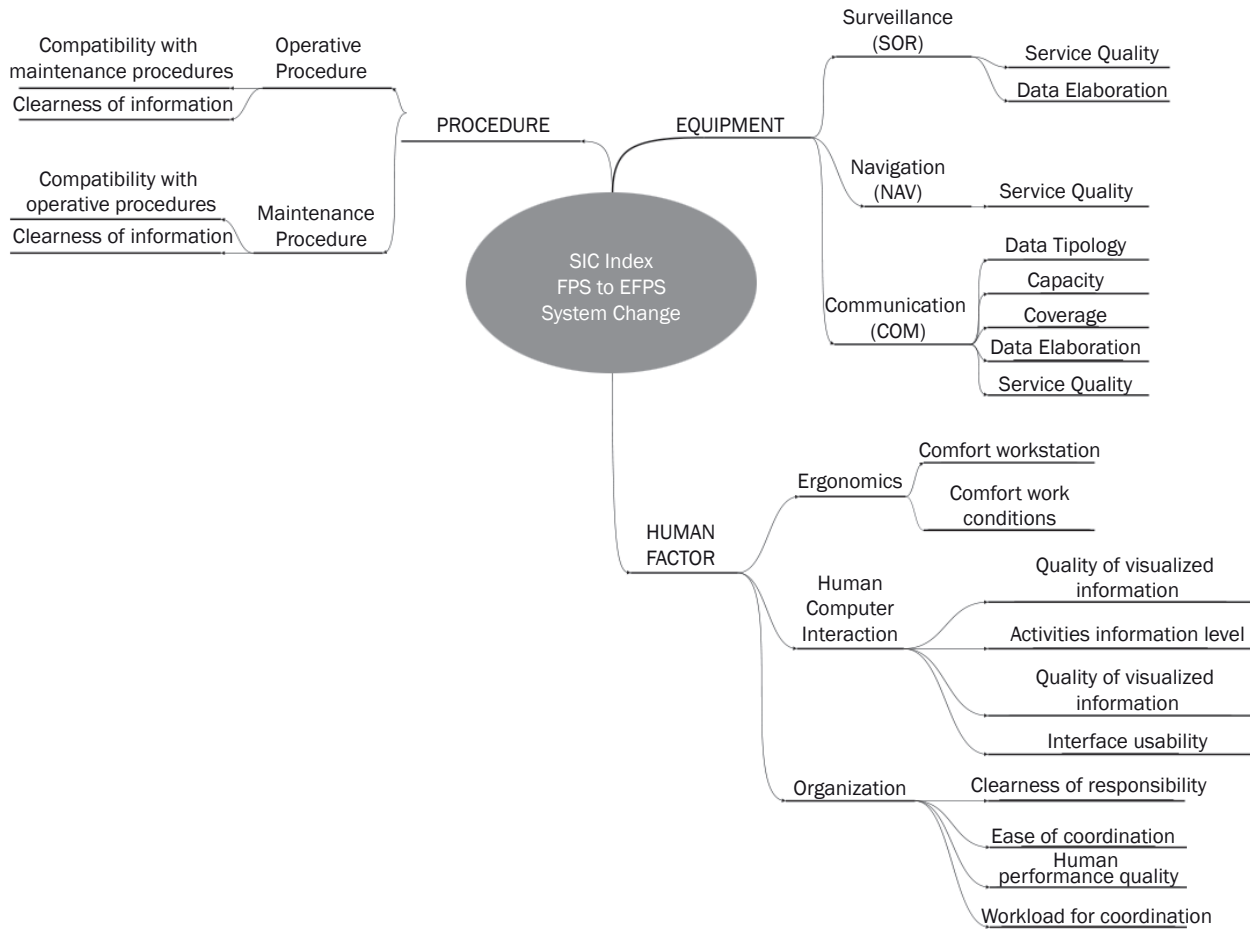 Compatibility with
maintenance procedures
Clearness of information
Operative
Procedure
Compatibility with
operative procedures
Clearness of information
Maintenance
Procedure
PROCEDURE
SIC Index
FPS to EFPS
System Change
EQUIPMENT
Surveillance
(SOR)
Service Quality
Data Elaboration
Navigation
(NAV)
Service Quality
Communication
(COM)
Data Tipology
Capacity
Coverage
Data Elaboration
Service Quality
HUMAN
FACTOR
Ergonomics
Comfort workstation
Comfort work
conditions
Human
Computer
Interaction
Quality of visualized
information
Activities information level
Quality of visualized
information
Interface usability
Organization
Clearness of responsibility
Ease of coordination
Human
performance quality
Workload for coordination